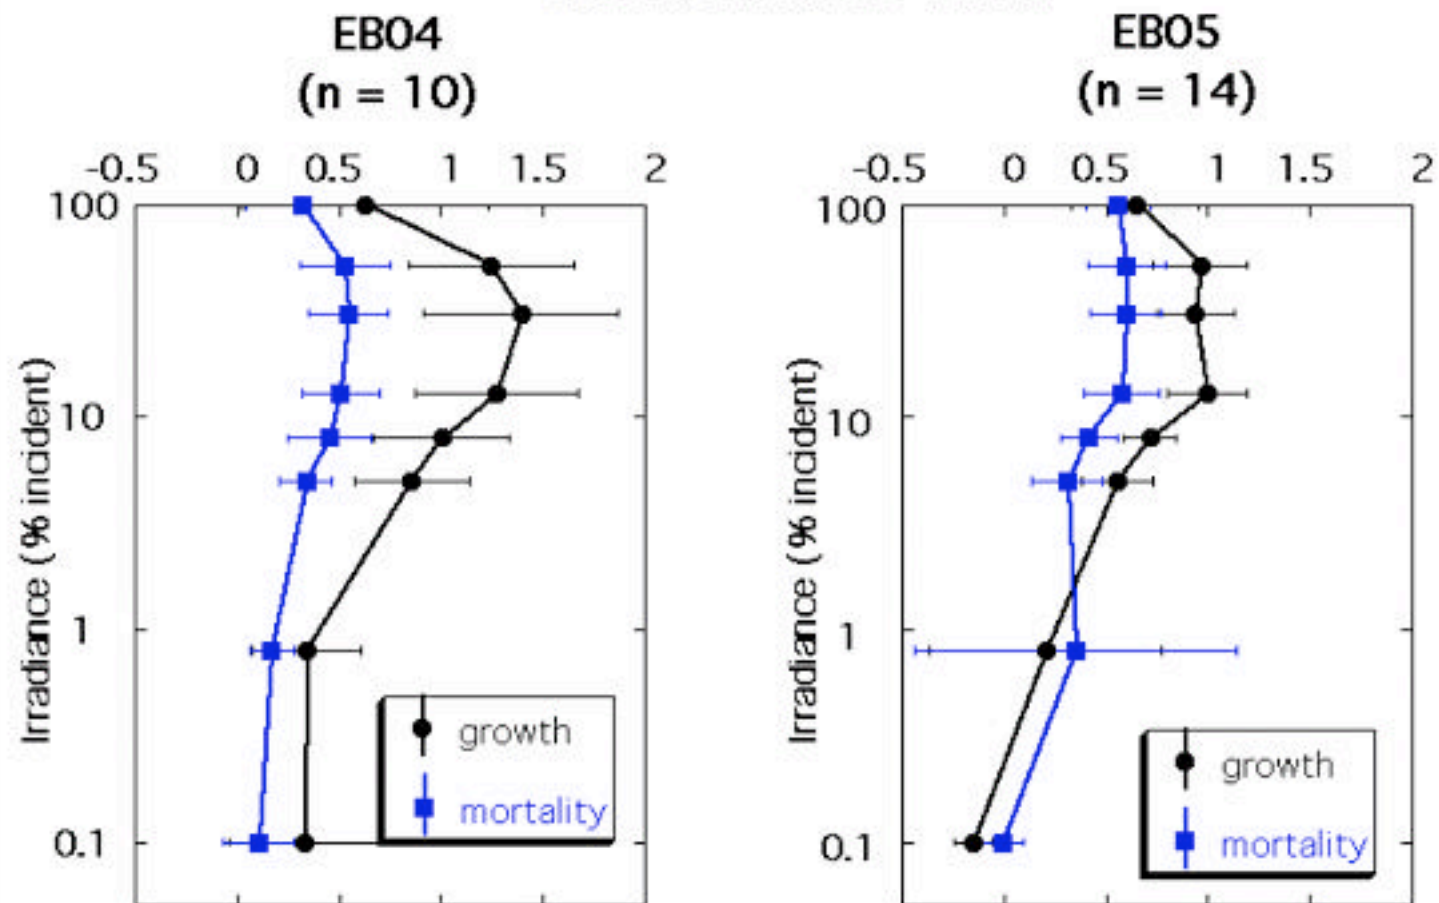 EB04
(n = 10)
-0.5 0 0.5 1 1.5 2
100
10
1
0.1
Irradiance (% incident)
growth
mortality
EB05
(n = 14)
-0.5 0 0.5 1 1.5 2
100
10
1
0.1
Irradiance (% incident)
growth
mortality